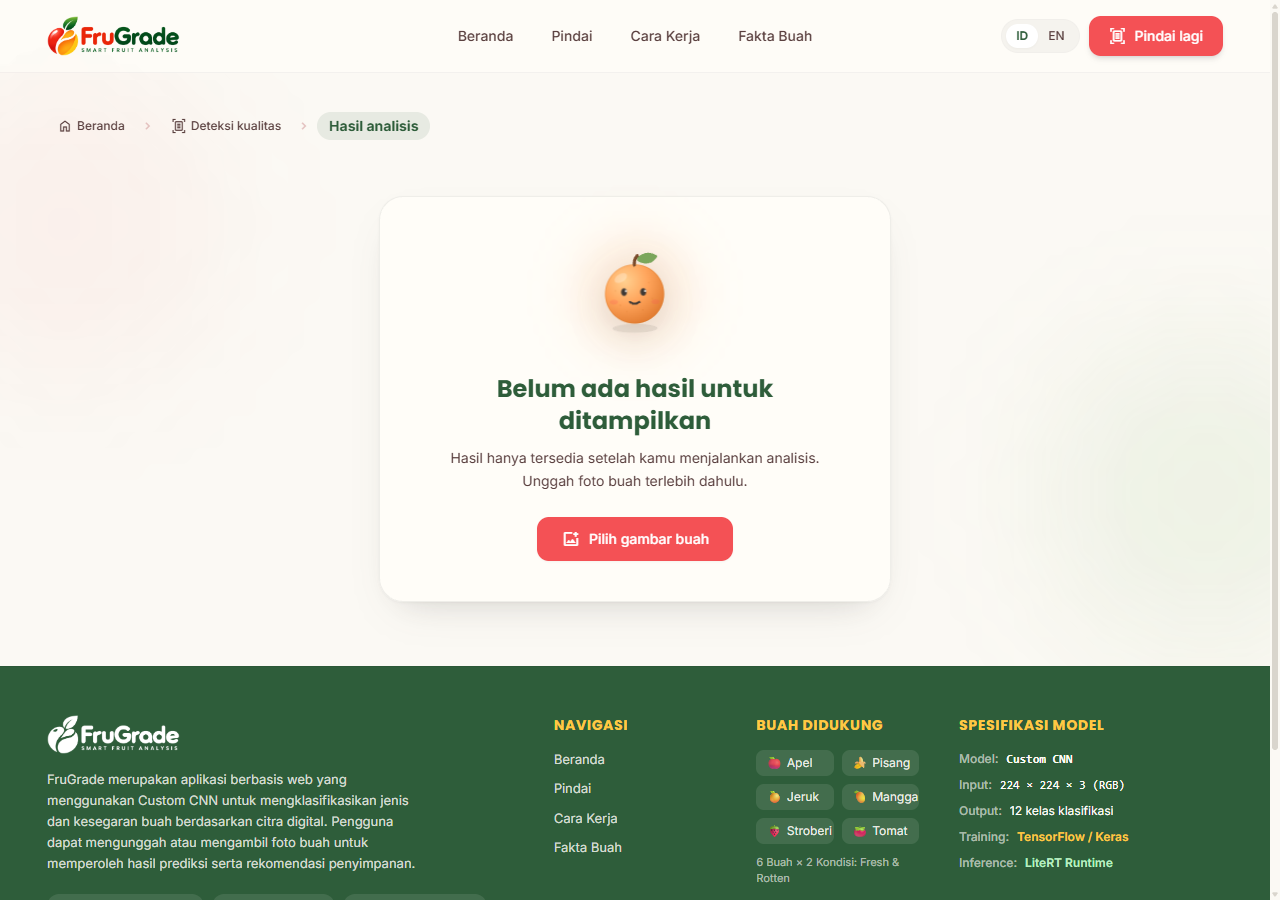 FruGrade
SMART FRUIT ANALYSIS
Beranda
Pindai
Cara Kerja
Fakta Buah
ID
EN
Pindai lagi
Beranda
Deteksi kualitas
Hasil analisis
Belum ada hasil untuk
ditampilkan
Hasil hanya tersedia setelah kamu menjalankan analisis.
Unggah foto buah terlebih dahulu.
Pilih gambar buah
FruGrade
SMART FRUIT ANALYSIS
FruGrade merupakan aplikasi berbasis web yang
menggunakan Custom CNN untuk mengklasifikasikan jenis
dan kesegaran buah berdasarkan citra digital. Pengguna
dapat mengunggah atau mengambil foto buah untuk
memperoleh hasil prediksi serta rekomendasi penyimpanan.
NAVIGASI
Beranda
Pindai
Cara Kerja
Fakta Buah
BUAH DIDUKUNG
Apel
Pisang
Jeruk
Mangga
Stroberi
Tomat
6 Buah × 2 Kondisi: Fresh &
Rotten
SPESIFIKASI MODEL
Model: Custom CNN
Input: 224 × 224 × 3 (RGB)
Output: 12 kelas klasifikasi
Training: TensorFlow / Keras
Inference: LiteRT Runtime